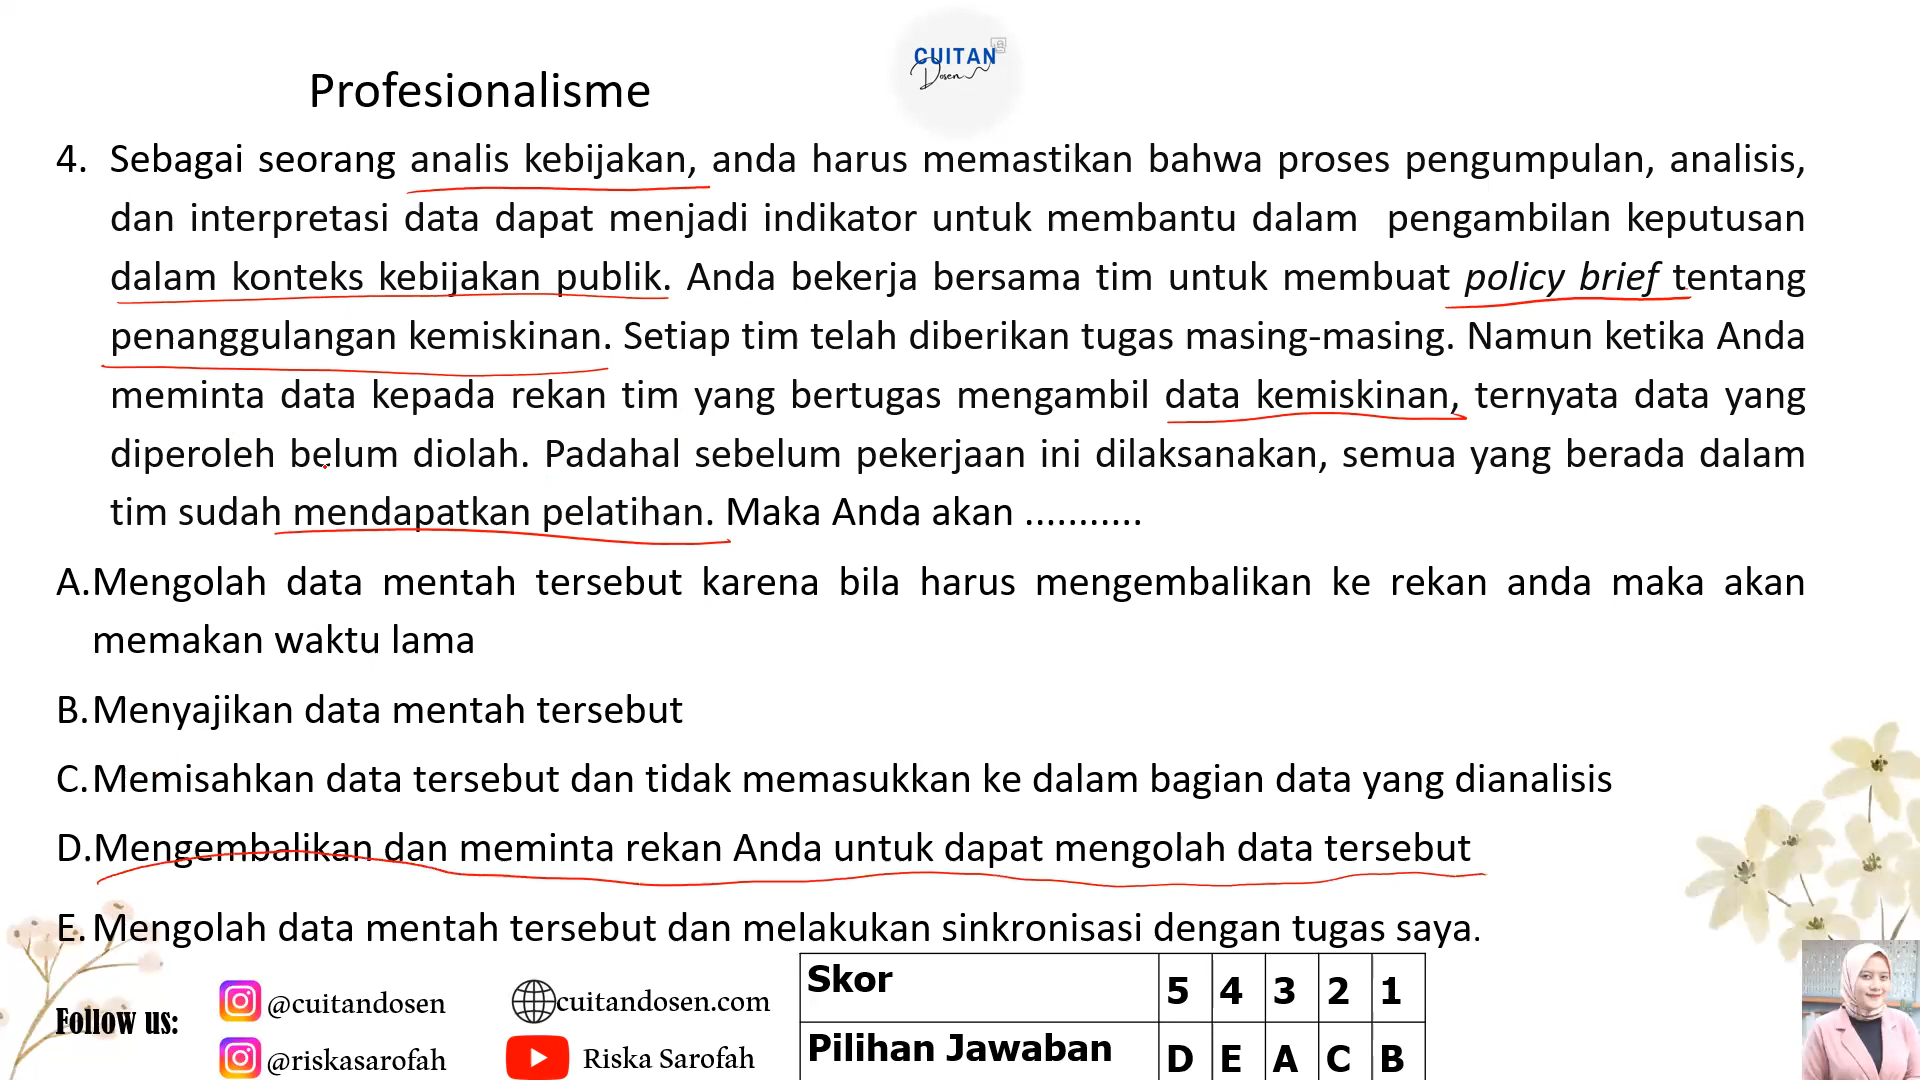 CUITAN
Dosen
Profesionalisme
4. Sebagai seorang analis kebijakan, anda harus memastikan bahwa proses pengumpulan, analisis,
dan interpretasi data dapat menjadi indikator untuk membantu dalam pengambilan keputusan
dalam konteks kebijakan publik. Anda bekerja bersama tim untuk membuat policy brief tentang
penanggulangan kemiskinan. Setiap tim telah diberikan tugas masing-masing. Namun ketika Anda
meminta data kepada rekan tim yang bertugas mengambil data kemiskinan, ternyata data yang
diperoleh belum diolah. Padahal sebelum pekerjaan ini dilaksanakan, semua yang berada dalam
tim sudah mendapatkan pelatihan. Maka Anda akan ...........
A. Mengolah data mentah tersebut karena bila harus mengembalikan ke rekan anda maka akan
memakan waktu lama
B. Menyajikan data mentah tersebut
C. Memisahkan data tersebut dan tidak memasukkan ke dalam bagian data yang dianalisis
D. Mengembalikan dan meminta rekan Anda untuk dapat mengolah data tersebut
E. Mengolah data mentah tersebut dan melakukan sinkronisasi dengan tugas saya.
Skor 5 4 3 2 1
Pilihan Jawaban D E A C B
Follow us:
@cuitandosen
cuitandosen.com
@riskasarofah
Riska Sarofah